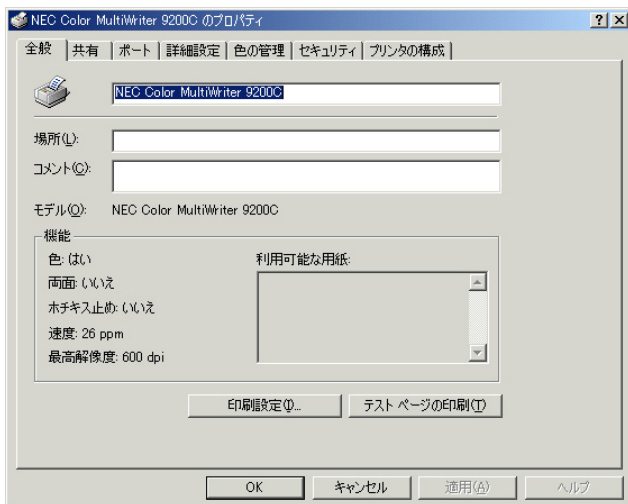 NEC Color MultiWriter 9200C のプロパティ
全般 共有 ポート 詳細設定 色の管理 セキュリティ プリンタの構成
NEC Color MultiWriter 9200C
場所(L):
コメント(C):
モデル(O): NEC Color MultiWriter 9200C
機能
色: はい 利用可能な用紙:
両面: いいえ
ホチキス止め: いいえ
速度: 26 ppm
最高解像度: 600 dpi
印刷設定(I)... テスト ページの印刷(T)
OK キャンセル 適用(A) ヘルプ